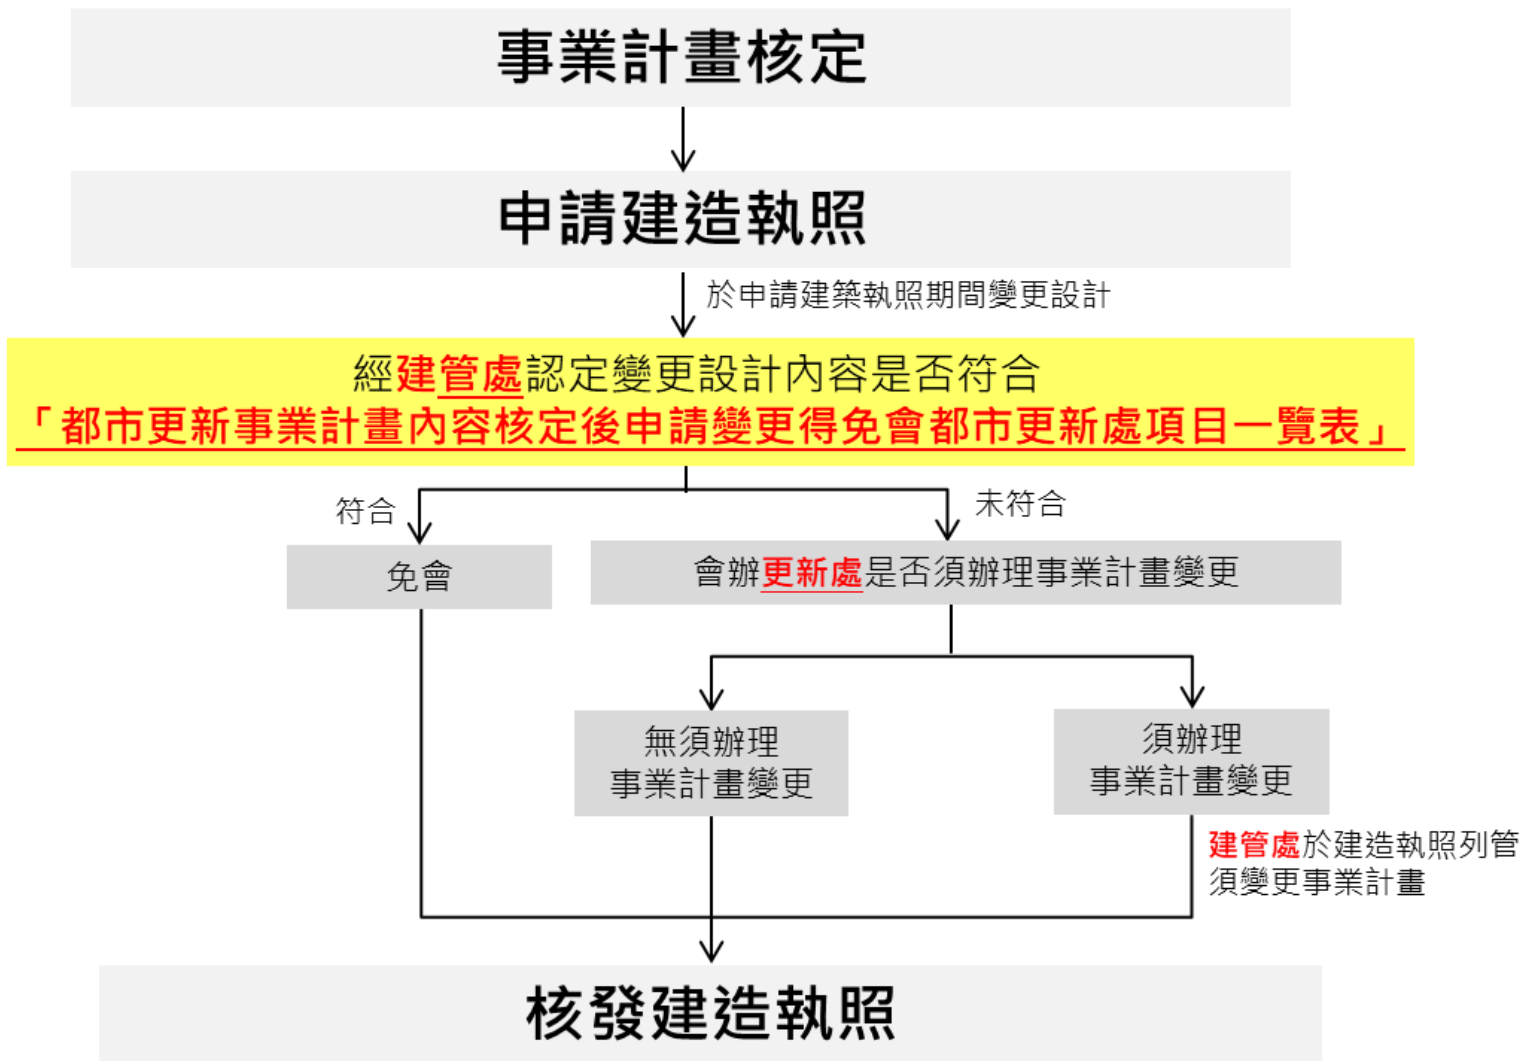 事業計畫核定
申請建造執照
於申請建築執照期間變更設計
經建管處認定變更設計內容是否符合
「都市更新事業計畫內容核定後申請變更得免會都市更新處項目一覽表」
符合
未符合
免會
會辦更新處是否須辦理事業計畫變更
無須辦理
事業計畫變更
須辦理
事業計畫變更
建管處於建造執照列管
須變更事業計畫
核發建造執照